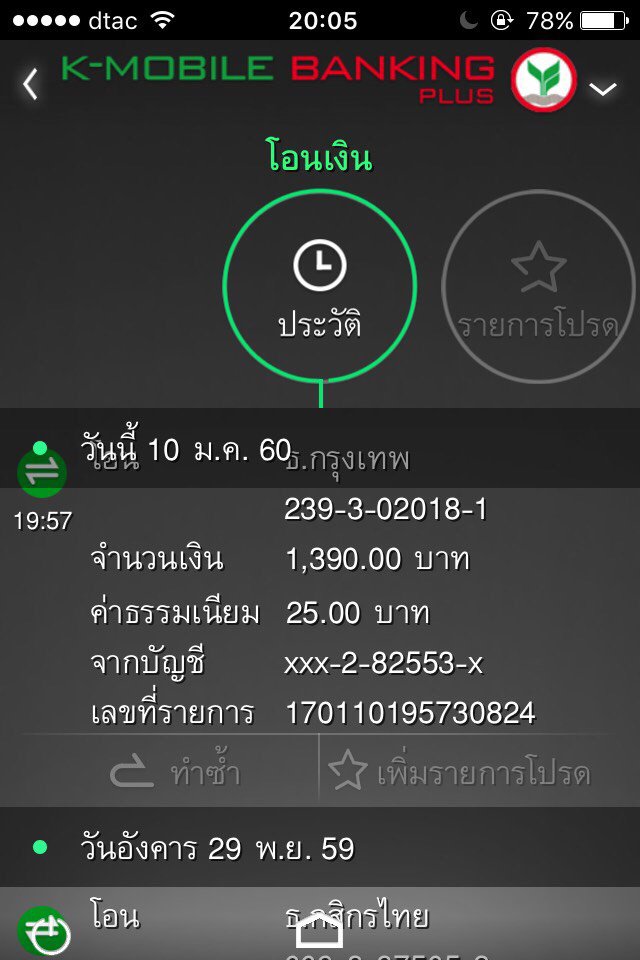 dtac 20:05 78%
K-MOBILE BANKING
PLUS
โอนเงิน
ประวัติ รายการโปรด
วันนี้ 10 ม.ค. 60
โอน ธ.กรุงเทพ
239-3-02018-1
19:57
จำนวนเงิน 1,390.00 บาท
ค่าธรรมเนียม 25.00 บาท
จากบัญชี xxx-2-82553-x
เลขที่รายการ 170110195730824
ทำซ้ำ เพิ่มรายการโปรด
วันอังคาร 29 พ.ย. 59
โอน ธ.กสิกรไทย